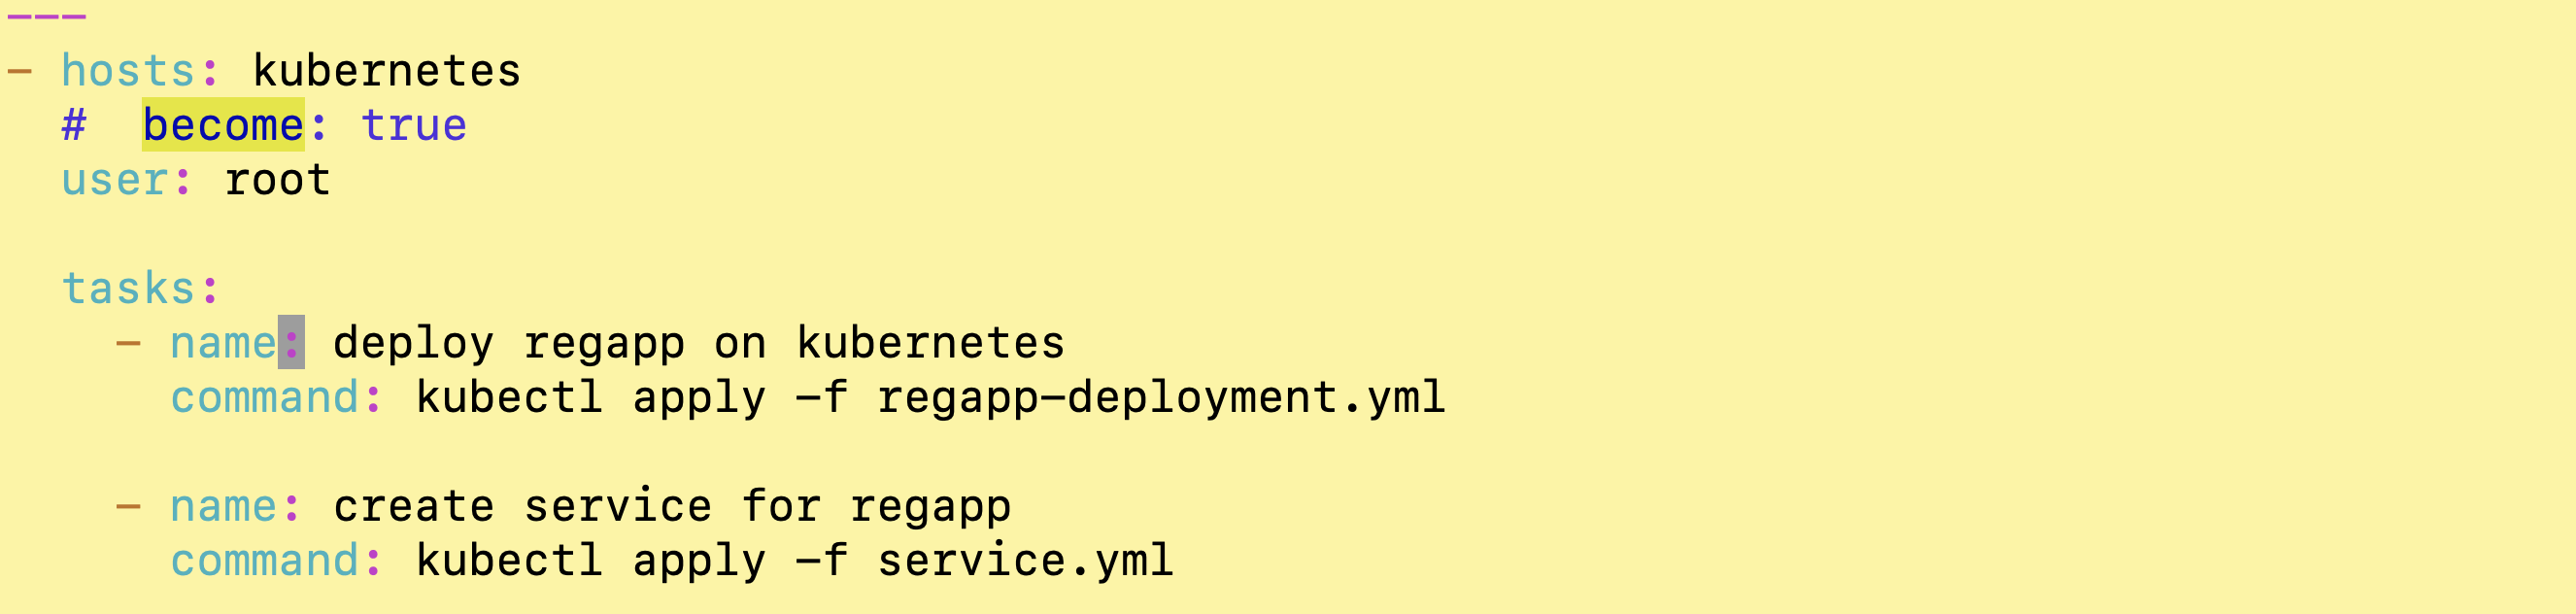 ---
- hosts: kubernetes
  #  become: true
  user: root

  tasks:
    - name: deploy regapp on kubernetes
      command: kubectl apply -f regapp-deployment.yml

    - name: create service for regapp
      command: kubectl apply -f service.yml